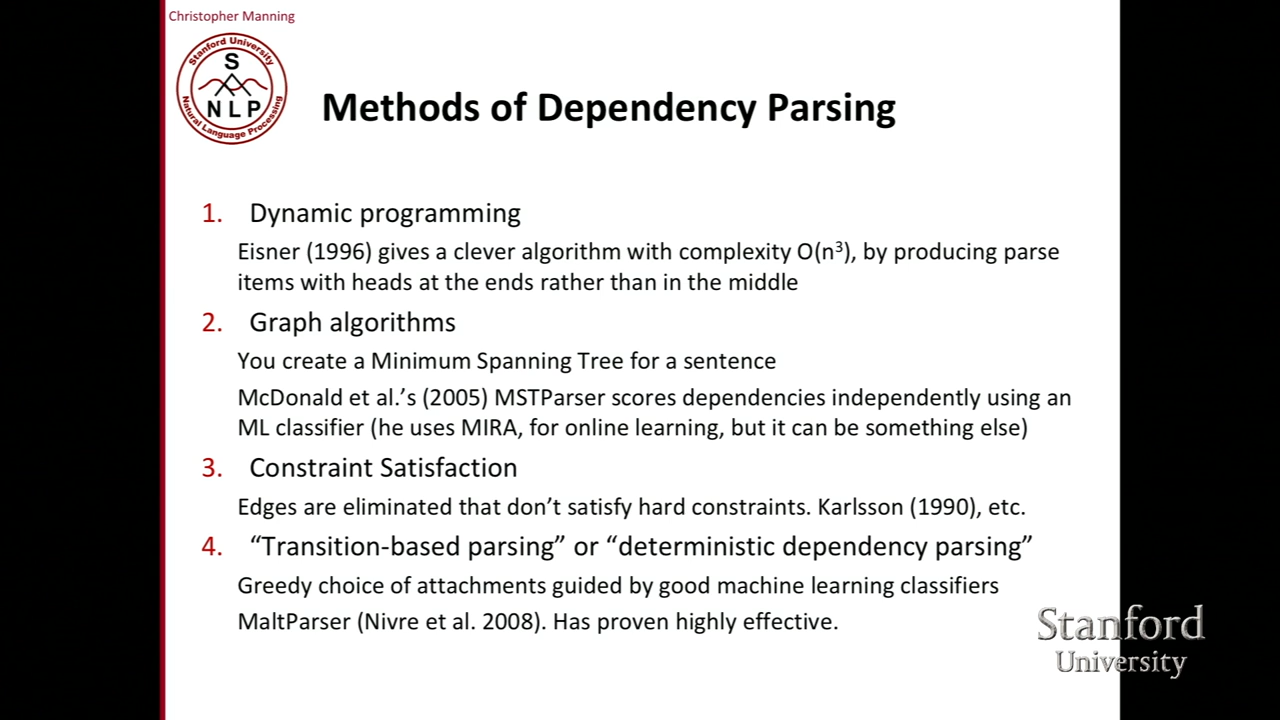 Christopher Manning
Stanford University
S
NLP
Natural Language Processing
Methods of Dependency Parsing
1. Dynamic programming
Eisner (1996) gives a clever algorithm with complexity O(n³), by producing parse
items with heads at the ends rather than in the middle
2. Graph algorithms
You create a Minimum Spanning Tree for a sentence
McDonald et al.’s (2005) MSTParser scores dependencies independently using an
ML classifier (he uses MIRA, for online learning, but it can be something else)
3. Constraint Satisfaction
Edges are eliminated that don’t satisfy hard constraints. Karlsson (1990), etc.
4. “Transition-based parsing” or “deterministic dependency parsing”
Greedy choice of attachments guided by good machine learning classifiers
MaltParser (Nivre et al. 2008). Has proven highly effective.
Stanford
University